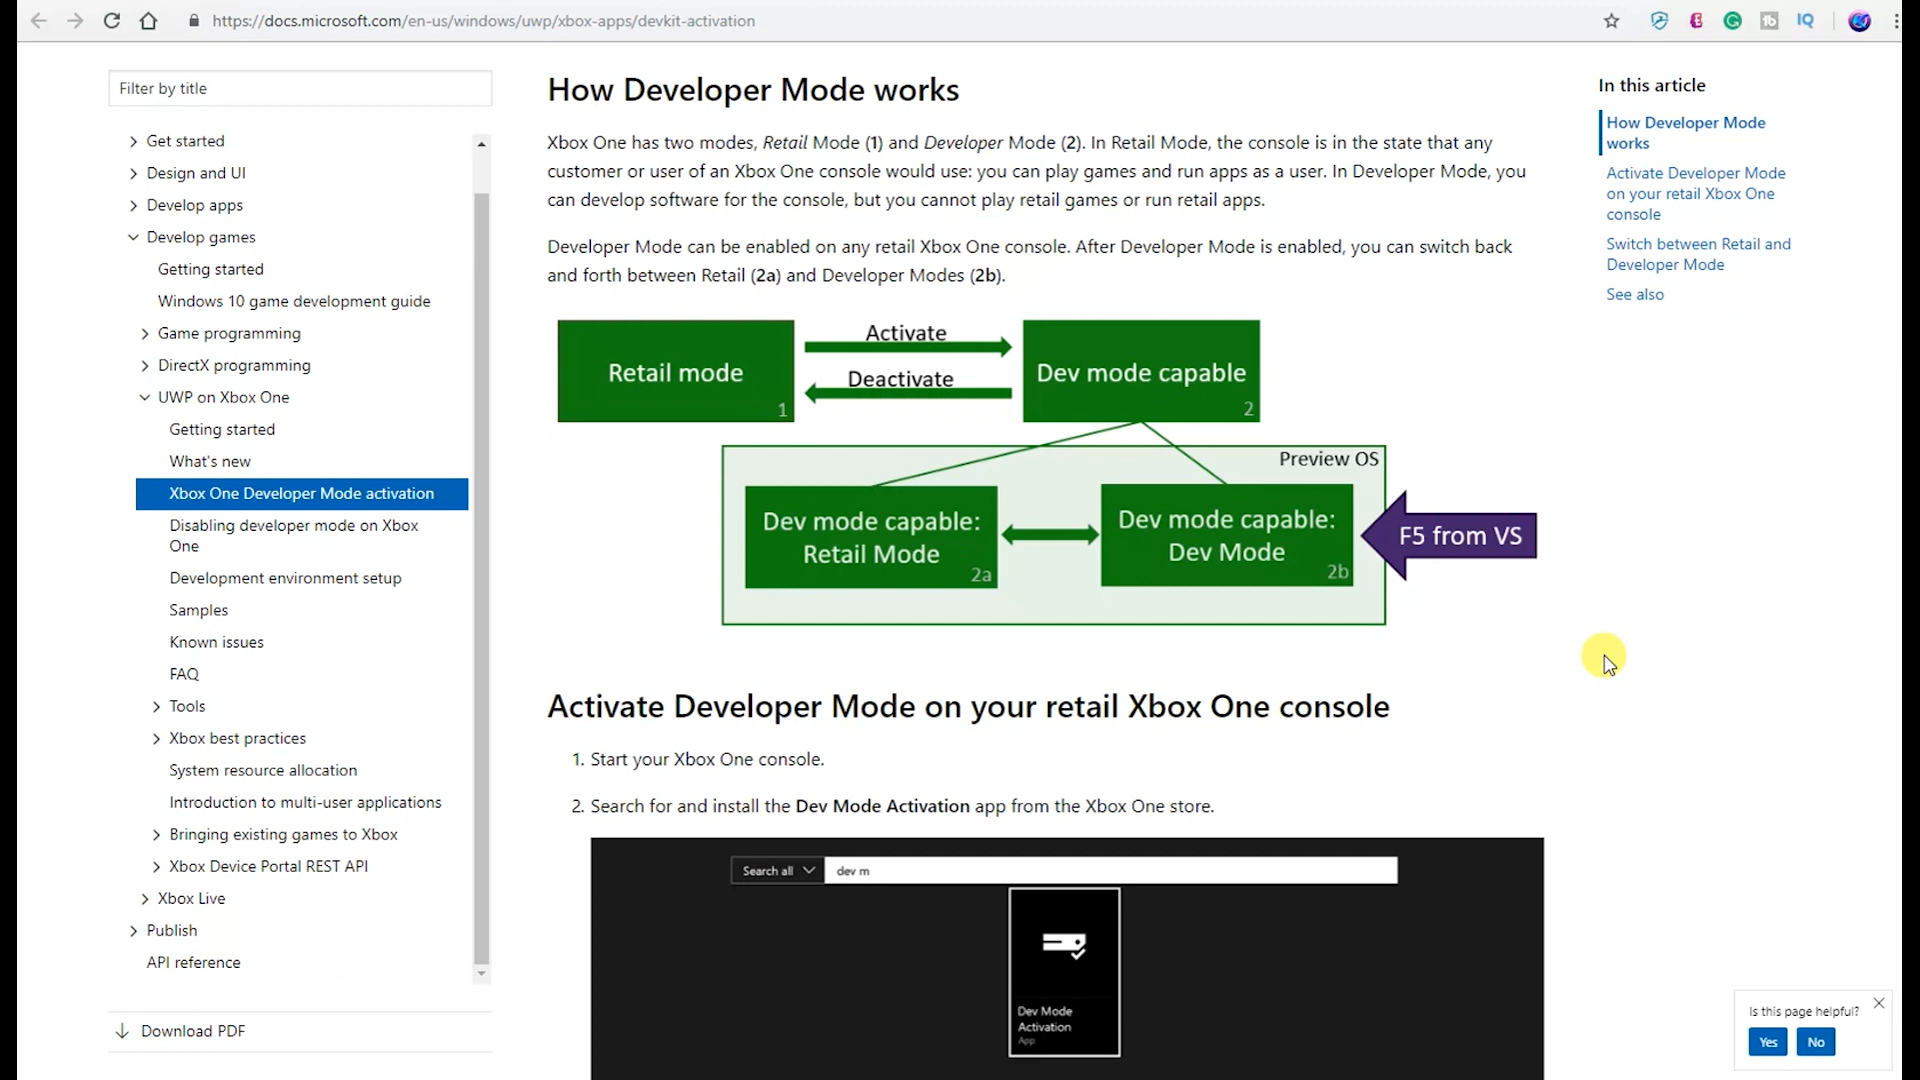 https://docs.microsoft.com/en-us/windows/uwp/xbox-apps/devkit-activation
Filter by title
Get started
Design and UI
Develop apps
Develop games
Getting started
Windows 10 game development guide
Game programming
DirectX programming
UWP on Xbox One
Getting started
What's new
Xbox One Developer Mode activation
Disabling developer mode on Xbox
One
Development environment setup
Samples
Known issues
FAQ
Tools
Xbox best practices
System resource allocation
Introduction to multi-user applications
Bringing existing games to Xbox
Xbox Device Portal REST API
Xbox Live
Publish
API reference
Download PDF
How Developer Mode works
Xbox One has two modes, Retail Mode (1) and Developer Mode (2). In Retail Mode, the console is in the state that any
customer or user of an Xbox One console would use: you can play games and run apps as a user. In Developer Mode, you
can develop software for the console, but you cannot play retail games or run retail apps.
Developer Mode can be enabled on any retail Xbox One console. After Developer Mode is enabled, you can switch back
and forth between Retail (2a) and Developer Modes (2b).
Retail mode
1
Activate
Deactivate
Dev mode capable
2
Preview OS
Dev mode capable:
Retail Mode
2a
Dev mode capable:
Dev Mode
2b
F5 from VS
Activate Developer Mode on your retail Xbox One console
1. Start your Xbox One console.
2. Search for and install the Dev Mode Activation app from the Xbox One store.
Search all
dev m
Dev Mode
Activation
App
In this article
How Developer Mode
works
Activate Developer Mode
on your retail Xbox One
console
Switch between Retail and
Developer Mode
See also
Is this page helpful?
Yes
No
IQ